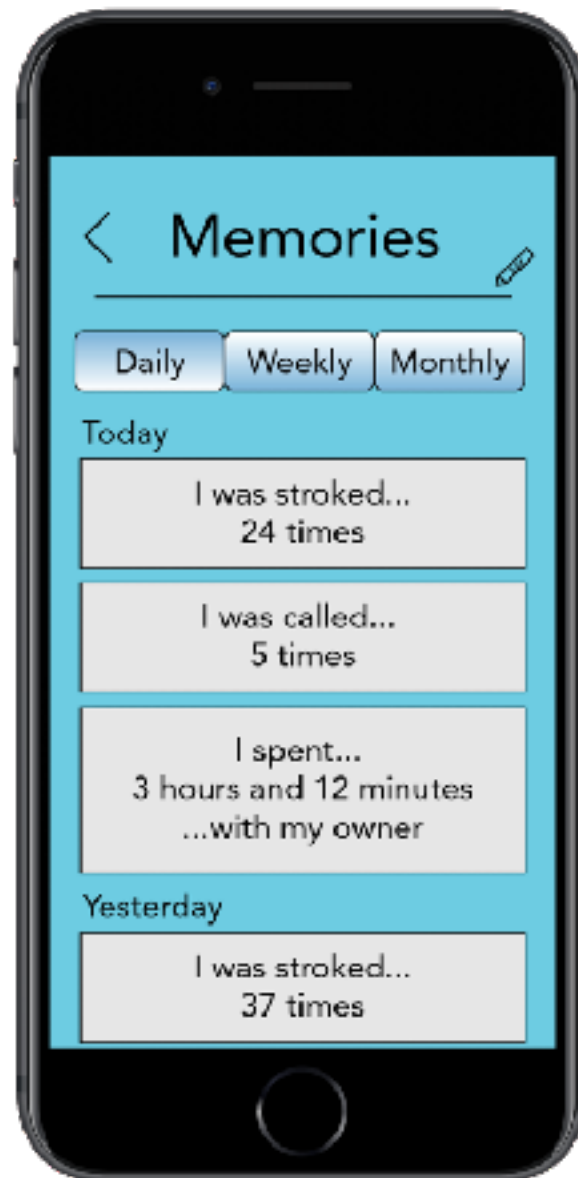 Memories
Daily Weekly Monthly
Today
I was stroked...
24 times
I was called...
5 times
I spent...
3 hours and 12 minutes
...with my owner
Yesterday
I was stroked...
37 times